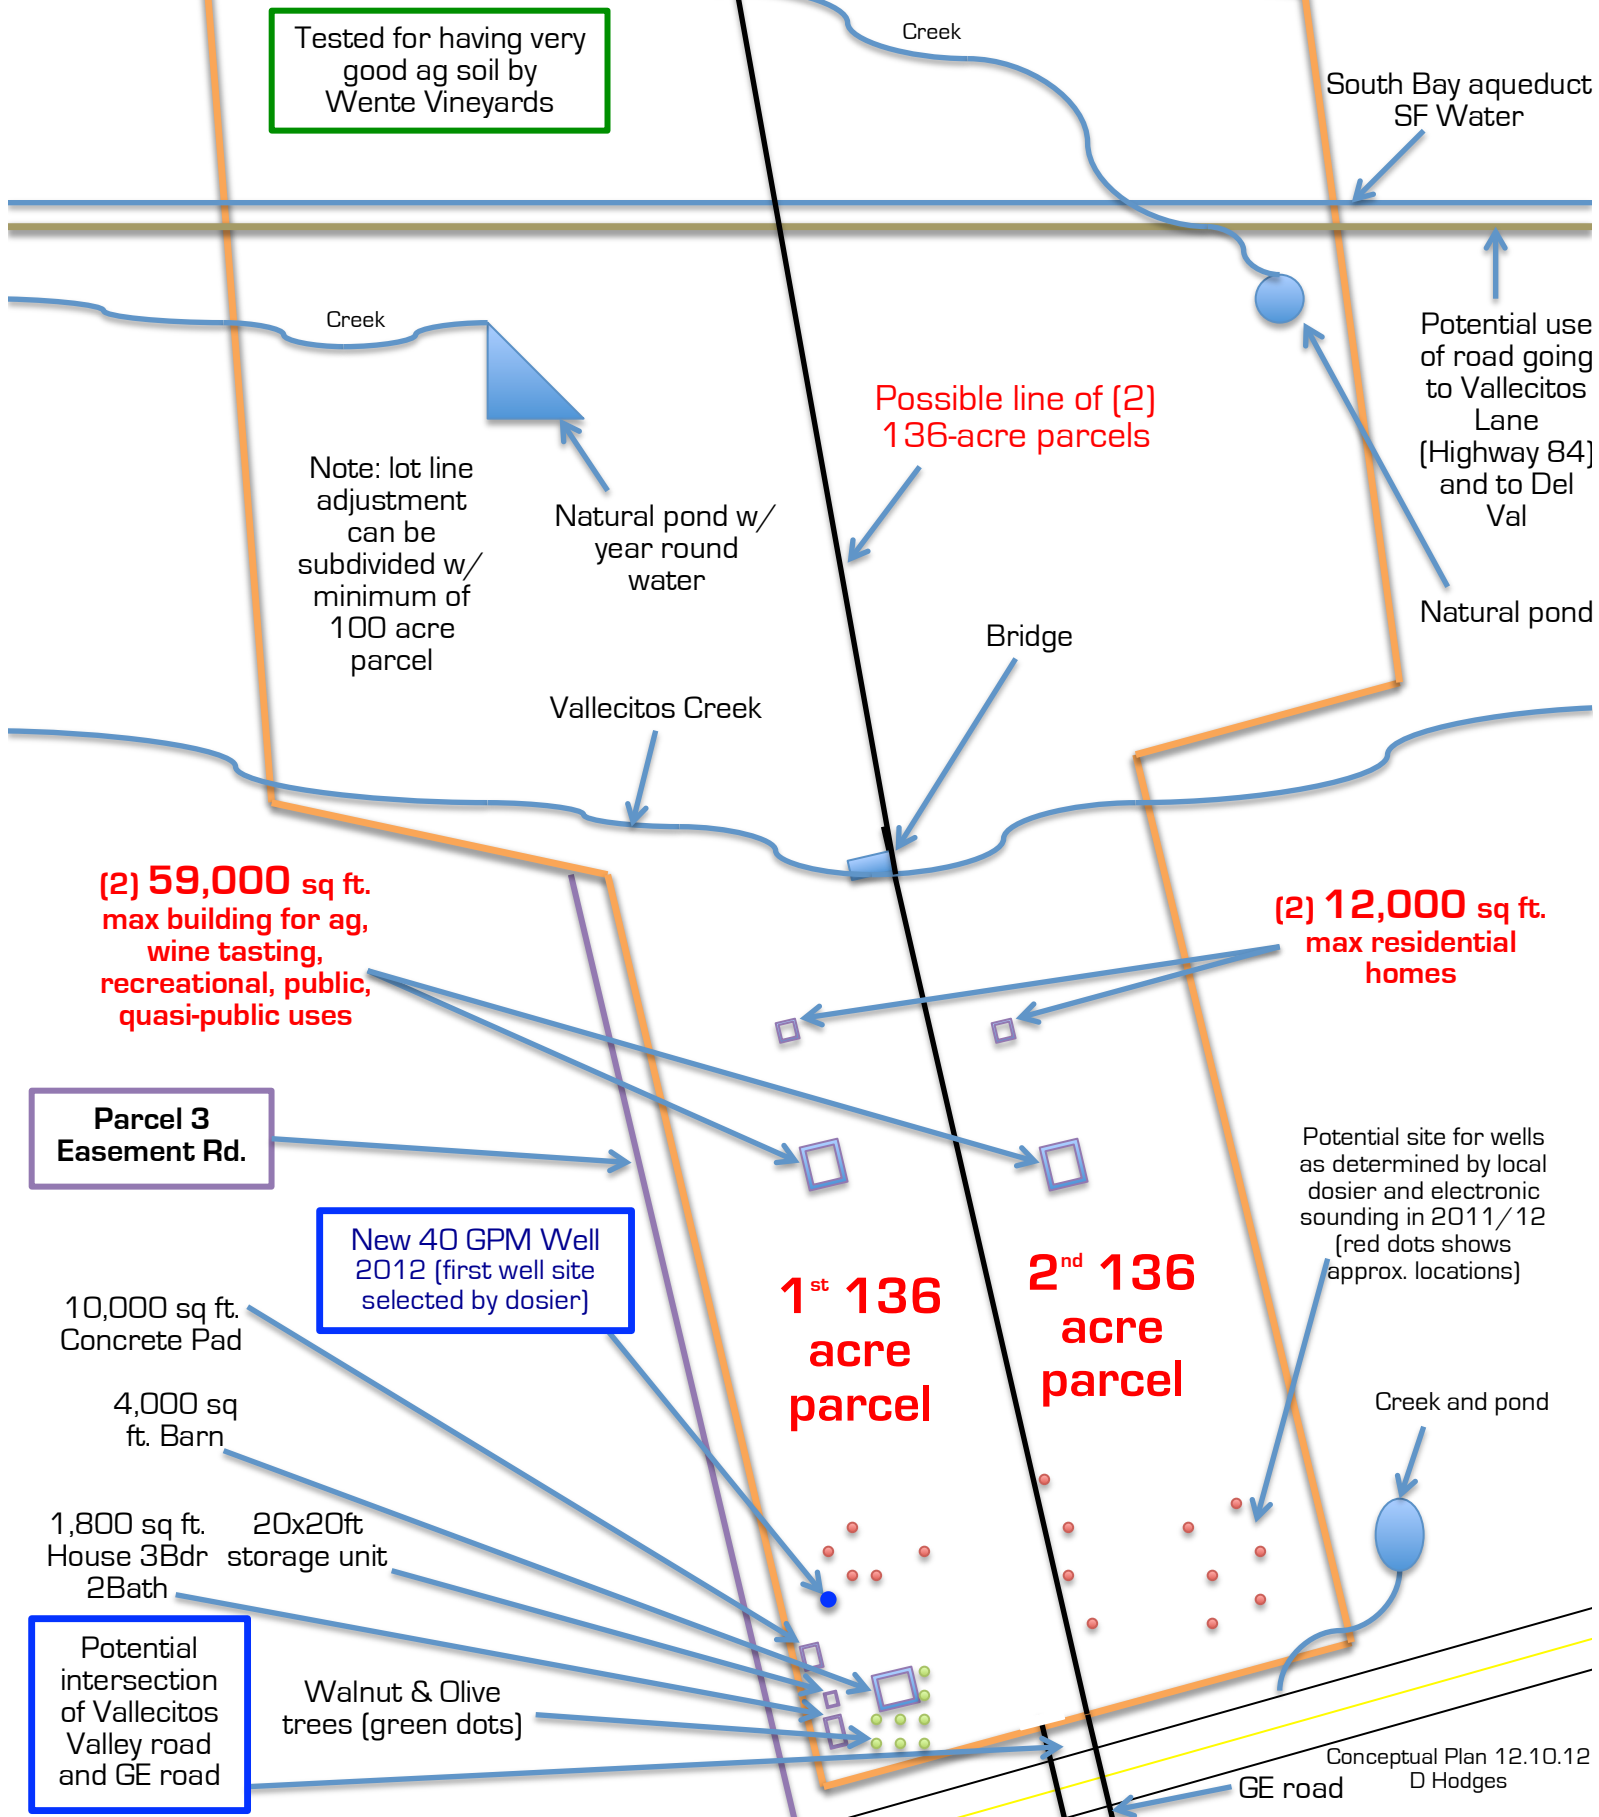 Tested for having very
good ag soil by
Wente Vineyards
Creek
South Bay aqueduct
SF Water
Creek
Potential use
of road going
to Vallecitos
Lane
(Highway 84)
and to Del
Val
Possible line of (2)
136-acre parcels
Note: lot line
adjustment
can be
subdivided w/
minimum of
100 acre
parcel
Natural pond w/
year round
water
Natural pond
Bridge
Vallecitos Creek
(2) 59,000 sq ft.
max building for ag,
wine tasting,
recreational, public,
quasi-public uses
(2) 12,000 sq ft.
max residential
homes
Parcel 3
Easement Rd.
Potential site for wells
as determined by local
dosier and electronic
sounding in 2011/12
(red dots shows
approx. locations)
New 40 GPM Well
2012 (first well site
selected by dosier)
1st 136
acre
parcel
2nd 136
acre
parcel
10,000 sq ft.
Concrete Pad
4,000 sq
ft. Barn
Creek and pond
1,800 sq ft.
House 3Bdr
2Bath
20x20ft
storage unit
Potential
intersection
of Vallecitos
Valley road
and GE road
Walnut & Olive
trees (green dots)
Conceptual Plan 12.10.12
D Hodges
GE road